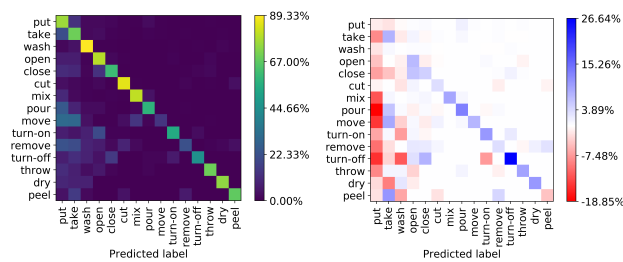 put
take
wash
open
close
cut
mix
pour
move
turn-on
remove
turn-off
throw
dry
peel
put
take
wash
open
close
cut
mix
pour
move
turn-on
remove
turn-off
throw
dry
peel
Predicted label
89.33%
67.00%
44.66%
22.33%
0.00%
put
take
wash
open
close
cut
mix
pour
move
turn-on
remove
turn-off
throw
dry
peel
put
take
wash
open
close
cut
mix
pour
move
turn-on
remove
turn-off
throw
dry
peel
Predicted label
26.64%
15.26%
3.89%
-7.48%
-18.85%